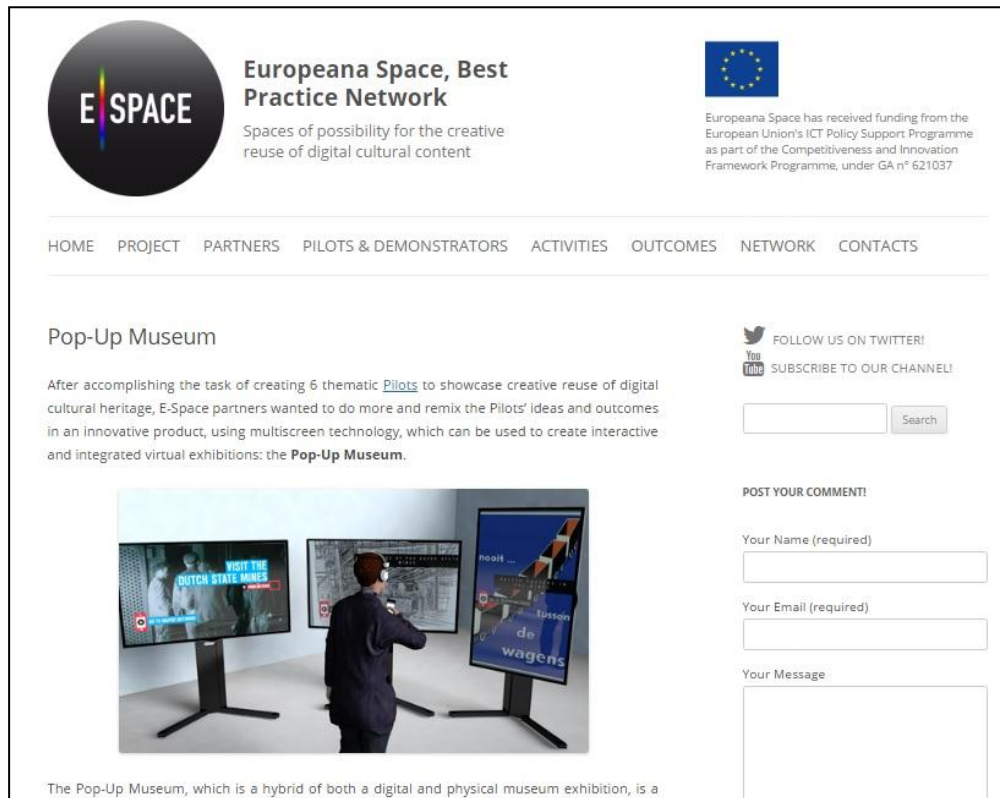 E SPACE
Europeana Space, Best
Practice Network
Spaces of possibility for the creative
reuse of digital cultural content
Europeana Space has received funding from the
European Union's ICT Policy Support Programme
as part of the Competitiveness and Innovation
Framework Programme, under GA n° 621037
HOME PROJECT PARTNERS PILOTS & DEMONSTRATORS ACTIVITIES OUTCOMES NETWORK CONTACTS
Pop-Up Museum
After accomplishing the task of creating 6 thematic Pilots to showcase creative reuse of digital
cultural heritage, E-Space partners wanted to do more and remix the Pilots' ideas and outcomes
in an innovative product, using multiscreen technology, which can be used to create interactive
and integrated virtual exhibitions: the Pop-Up Museum.
VISIT THE
DUTCH STATE MINES
nooit ...
tusson
de
wagens
The Pop-Up Museum, which is a hybrid of both a digital and physical museum exhibition, is a
FOLLOW US ON TWITTER!
You
Tube
SUBSCRIBE TO OUR CHANNEL!
Search
POST YOUR COMMENT!
Your Name (required)
Your Email (required)
Your Message